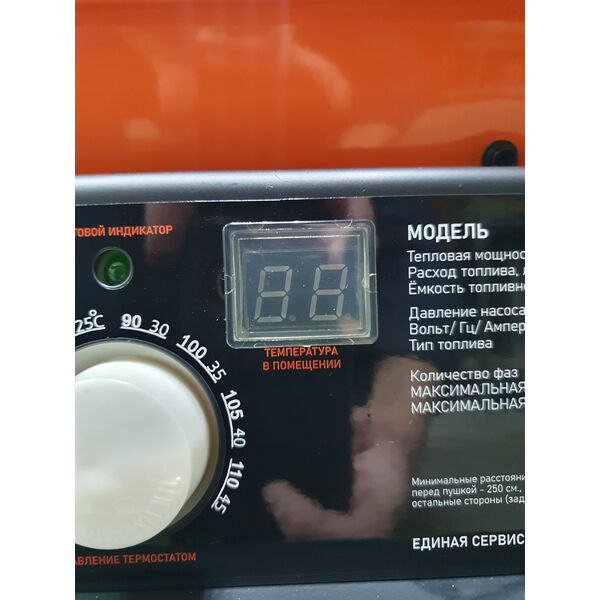 ТОВОЙ ИНДИКАТОР
25°C 90 30 100 35 105 40 110 45
АВЛЕНИЕ ТЕРМОСТАТОМ
ТЕМПЕРАТУРА
В ПОМЕЩЕНИИ
МОДЕЛЬ
Тепловая мощнос
Расход топлива, л
Ёмкость топливн
Давление насоса
Вольт/ Гц/ Ампер
Тип топлива
Количество фаз
МАКСИМАЛЬНАЯ
МАКСИМАЛЬНАЯ
Минимальные расстояни
перед пушкой – 250 см.,
остальные стороны (зад
ЕДИНАЯ СЕРВИС